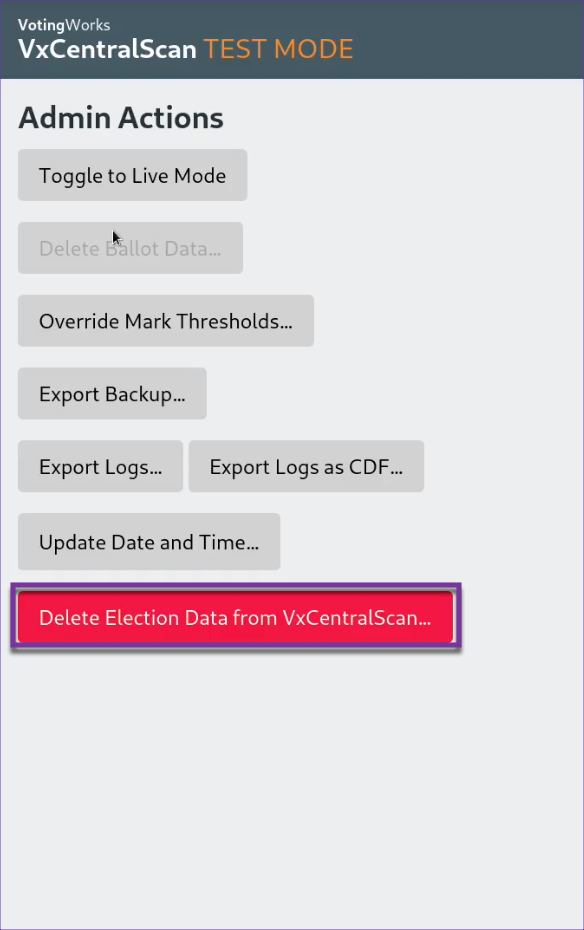 VotingWorks
VxCentralScan TEST MODE
Admin Actions
Toggle to Live Mode
Delete Ballot Data...
Override Mark Thresholds...
Export Backup...
Export Logs... Export Logs as CDF...
Update Date and Time...
Delete Election Data from VxCentralScan...